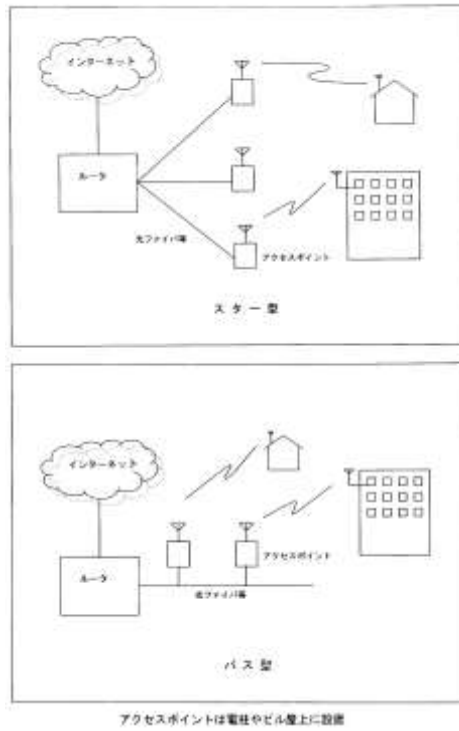 インターネット
ルータ
光ファイバ等
アクセスポイント
スター型
インターネット
アクセスポイント
ルータ
光ファイバ等
バス型
アクセスポイントは電柱やビル屋上に設置